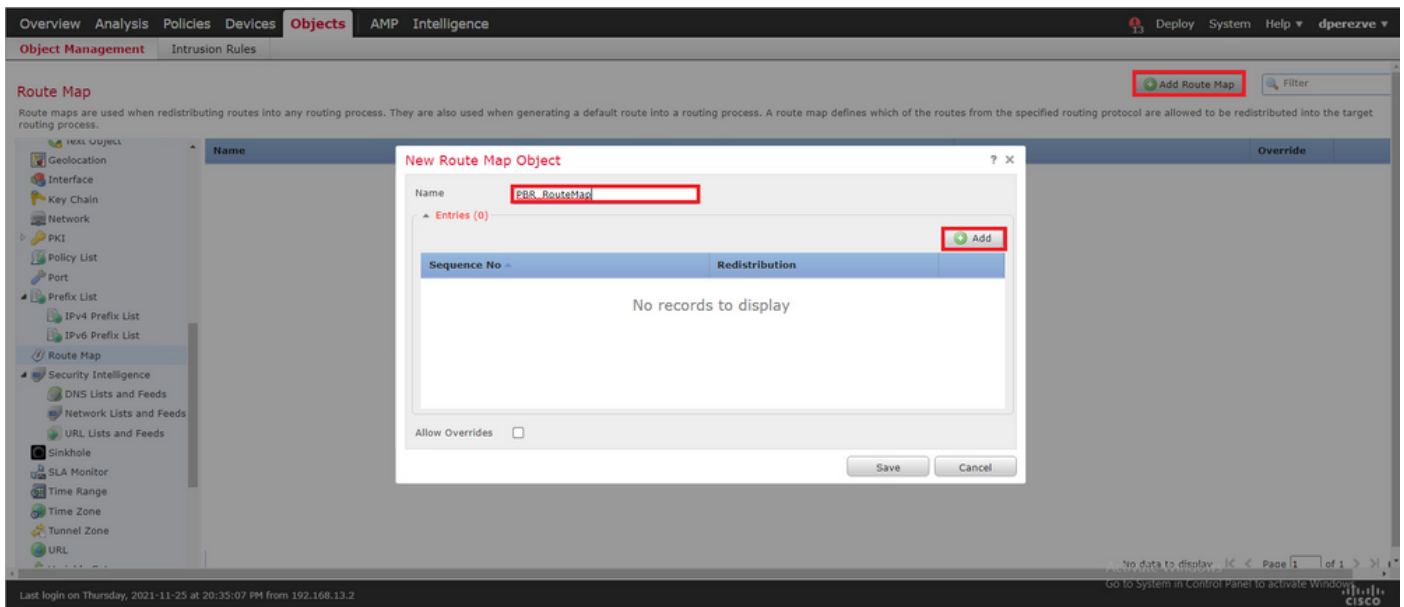 Overview Analysis Policies Devices Objects AMP Intelligence 13 Deploy System Help ▾ dperezve ▾
Object Management Intrusion Rules
Route Map
Add Route Map
Filter
Route maps are used when redistributing routes into any routing process. They are also used when generating a default route into a routing process. A route map defines which of the routes from the specified routing protocol are allowed to be redistributed into the target
routing process.
Text Object
Geolocation
Interface
Key Chain
Network
PKI
Policy List
Port
Prefix List
IPv4 Prefix List
IPv6 Prefix List
Route Map
Security Intelligence
DNS Lists and Feeds
Network Lists and Feeds
URL Lists and Feeds
Sinkhole
SLA Monitor
Time Range
Time Zone
Tunnel Zone
URL
Name
Override
New Route Map Object ? ×
Name PBR_RouteMap
Entries (0)
Add
Sequence No Redistribution
No records to display
Allow Overrides
Save Cancel
No data to display |< < Page 1 of 1 > >|
Activate Windows
Go to System in Control Panel to activate Windows.
Last login on Thursday, 2021-11-25 at 20:35:07 PM from 192.168.13.2
CISCO